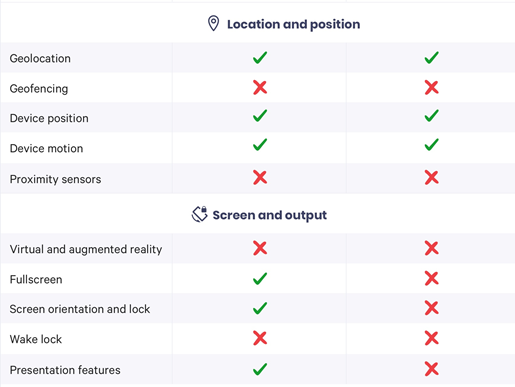 Location and position
Geolocation
Geofencing
Device position
Device motion
Proximity sensors
Screen and output
Virtual and augmented reality
Fullscreen
Screen orientation and lock
Wake lock
Presentation features